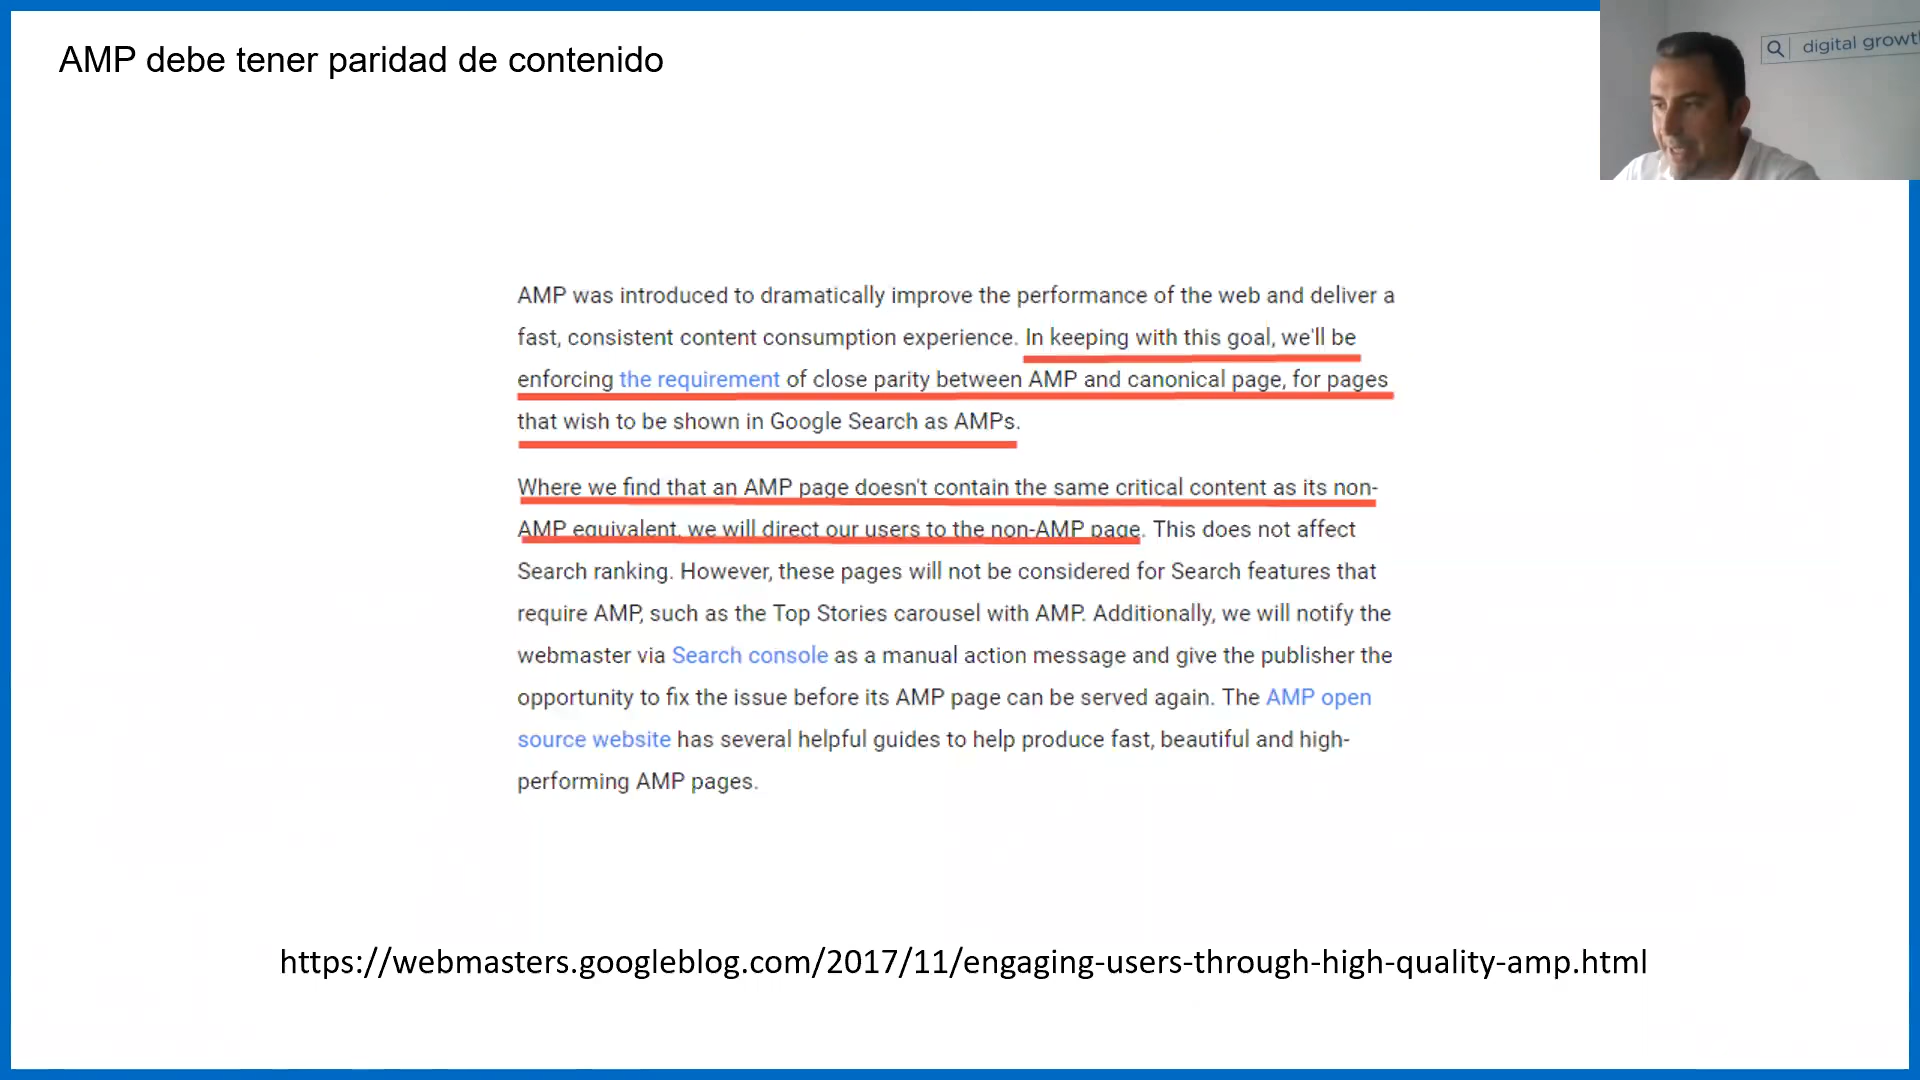 AMP debe tener paridad de contenido
digital growth
AMP was introduced to dramatically improve the performance of the web and deliver a
fast, consistent content consumption experience. In keeping with this goal, we'll be
enforcing the requirement of close parity between AMP and canonical page, for pages
that wish to be shown in Google Search as AMPs.
Where we find that an AMP page doesn't contain the same critical content as its non-
AMP equivalent, we will direct our users to the non-AMP page. This does not affect
Search ranking. However, these pages will not be considered for Search features that
require AMP, such as the Top Stories carousel with AMP. Additionally, we will notify the
webmaster via Search console as a manual action message and give the publisher the
opportunity to fix the issue before its AMP page can be served again. The AMP open
source website has several helpful guides to help produce fast, beautiful and high-
performing AMP pages.
https://webmasters.googleblog.com/2017/11/engaging-users-through-high-quality-amp.html